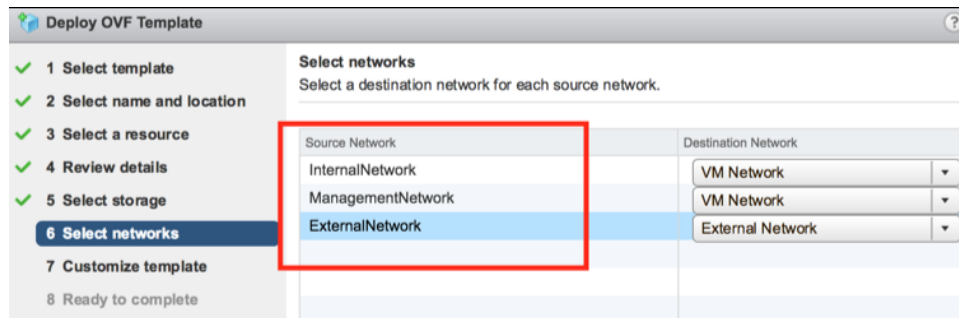 Deploy OVF Template
?
1 Select template
2 Select name and location
3 Select a resource
4 Review details
5 Select storage
6 Select networks
7 Customize template
8 Ready to complete
Select networks
Select a destination network for each source network.
Source Network Destination Network
InternalNetwork VM Network
ManagementNetwork VM Network
ExternalNetwork External Network